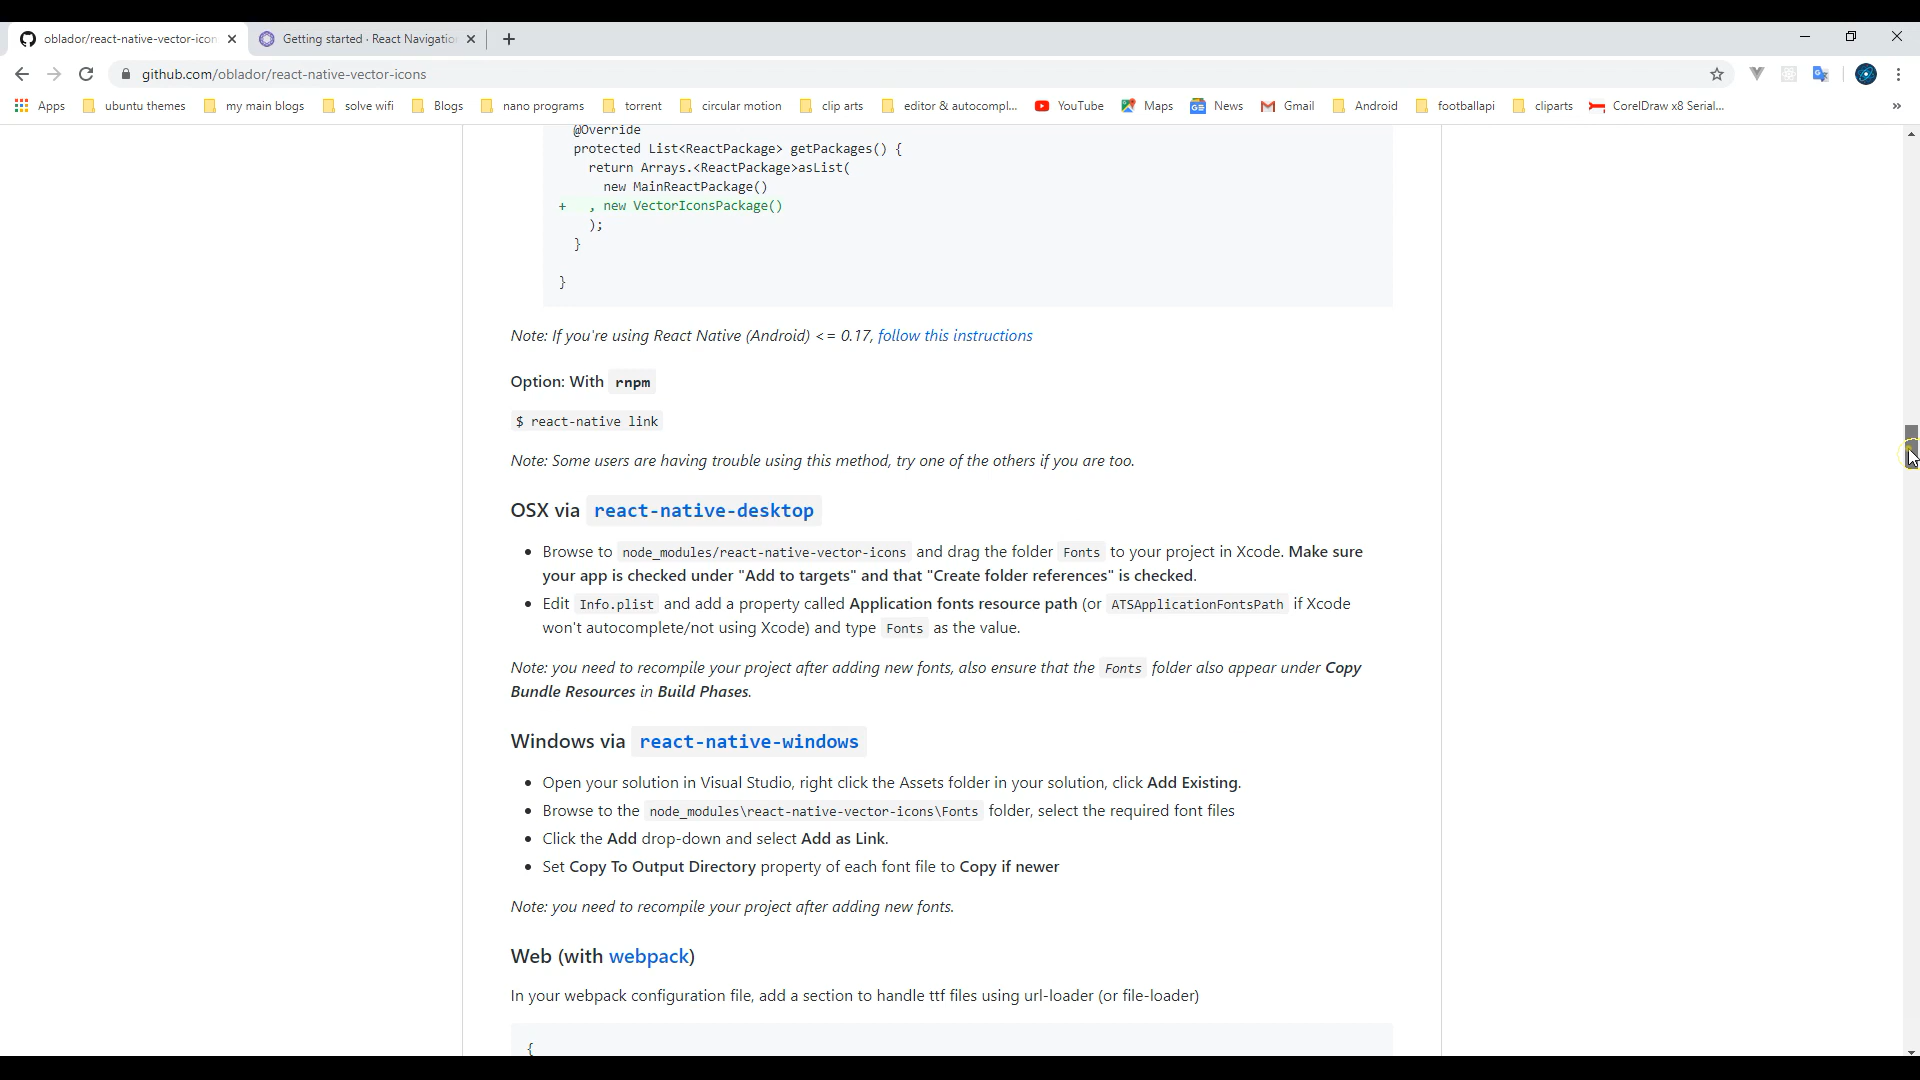 oblador/react-native-vector-icon
Getting started · React Navigatio
github.com/oblador/react-native-vector-icons
Apps ubuntu themes my main blogs solve wifi Blogs nano programs torrent circular motion clip arts editor & autocompl... YouTube Maps News Gmail Android footballapi cliparts CorelDraw x8 Serial... »
@Override
protected List<ReactPackage> getPackages() {
return Arrays.<ReactPackage>asList(
new MainReactPackage()
+ , new VectorIconsPackage()
);
}
}
Note: If you're using React Native (Android) <= 0.17, follow this instructions
Option: With rnpm
$ react-native link
Note: Some users are having trouble using this method, try one of the others if you are too.
OSX via react-native-desktop
• Browse to node_modules/react-native-vector-icons and drag the folder Fonts to your project in Xcode. Make sure
your app is checked under "Add to targets" and that "Create folder references" is checked.
• Edit Info.plist and add a property called Application fonts resource path (or ATSApplicationFontsPath if Xcode
won't autocomplete/not using Xcode) and type Fonts as the value.
Note: you need to recompile your project after adding new fonts, also ensure that the Fonts folder also appear under Copy
Bundle Resources in Build Phases.
Windows via react-native-windows
• Open your solution in Visual Studio, right click the Assets folder in your solution, click Add Existing.
• Browse to the node_modules\react-native-vector-icons\Fonts folder, select the required font files
• Click the Add drop-down and select Add as Link.
• Set Copy To Output Directory property of each font file to Copy if newer
Note: you need to recompile your project after adding new fonts.
Web (with webpack)
In your webpack configuration file, add a section to handle ttf files using url-loader (or file-loader)
{